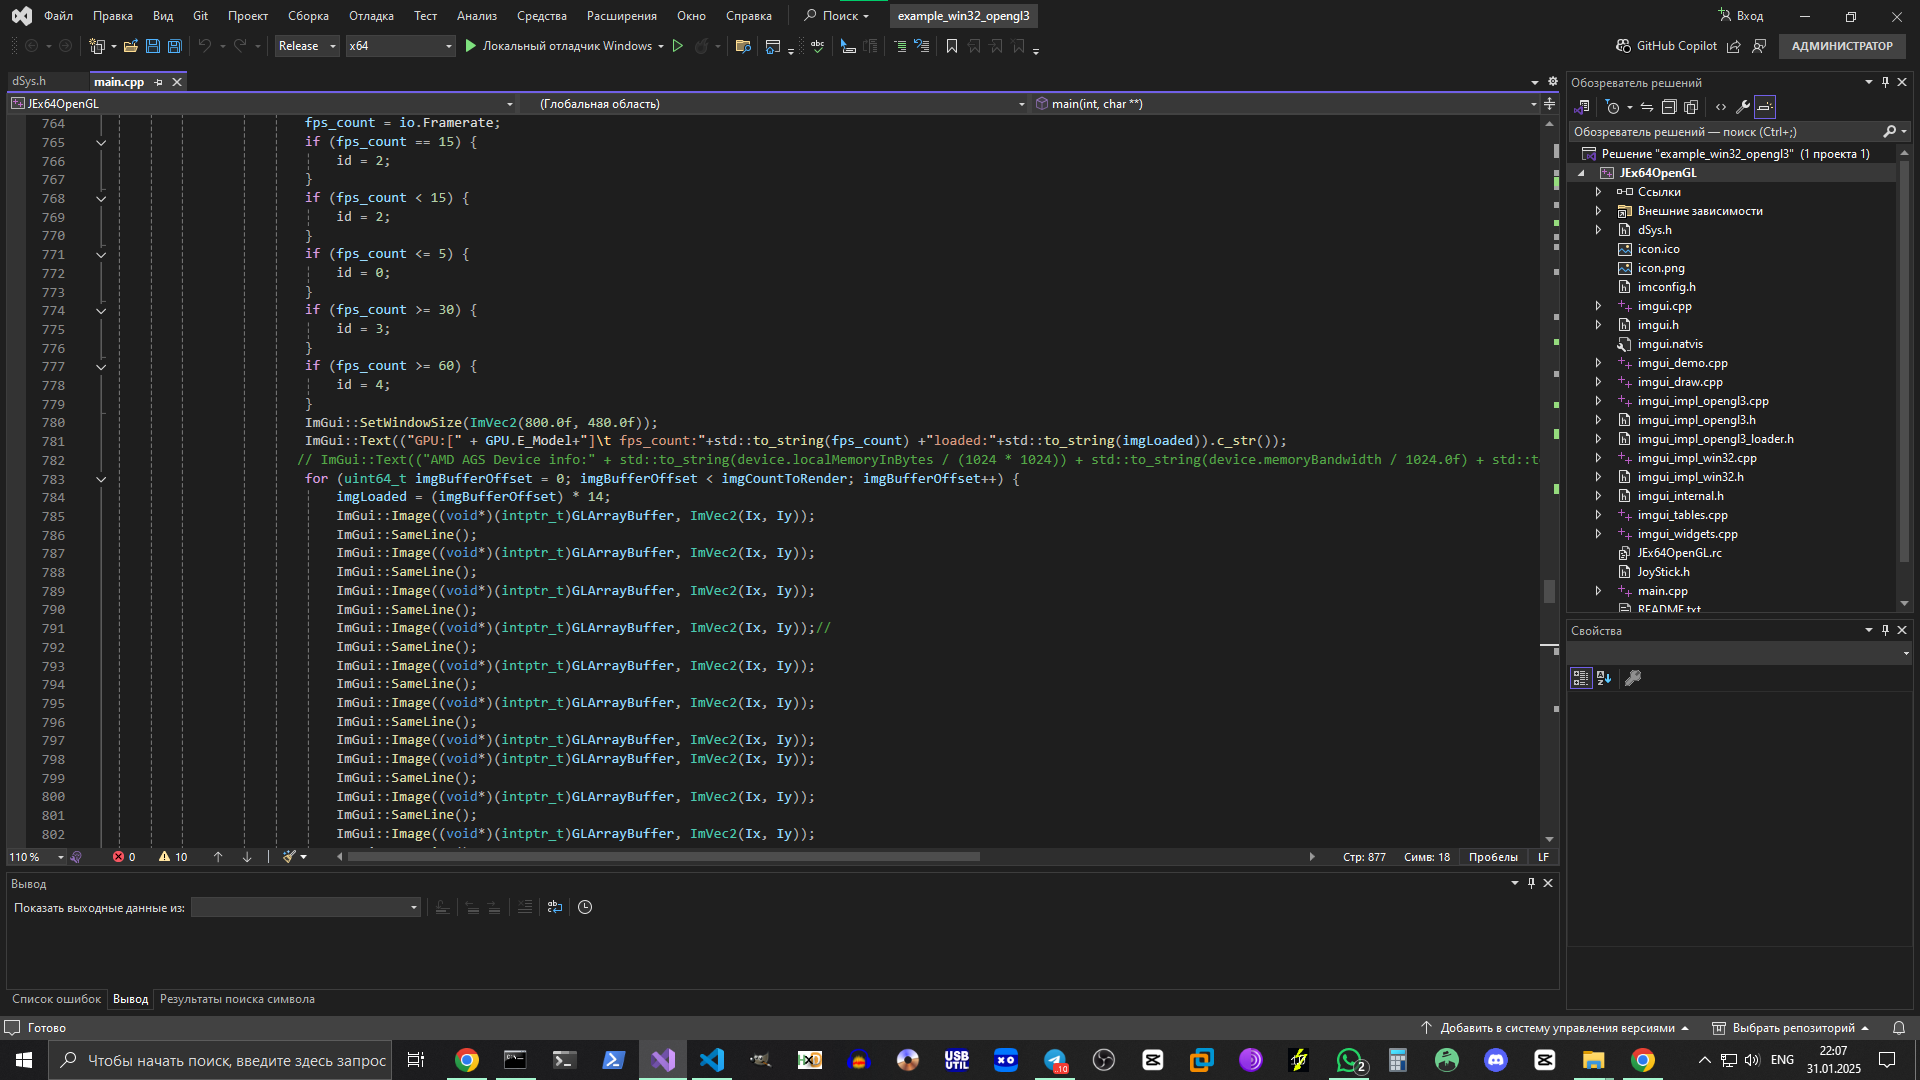 Файл Правка Вид Git Проект Сборка Отладка Тест Анализ Средства Расширения Окно Справка Поиск example_win32_opengl3 Вход
Release x64 Локальный отладчик Windows GitHub Copilot АДМИНИСТРАТОР
dSys.h main.cpp
JEx64OpenGL (Глобальная область) main(int, char **)
764 fps_count = io.Framerate;
765 if (fps_count == 15) {
766 id = 2;
767 }
768 if (fps_count < 15) {
769 id = 2;
770 }
771 if (fps_count <= 5) {
772 id = 0;
773 }
774 if (fps_count >= 30) {
775 id = 3;
776 }
777 if (fps_count >= 60) {
778 id = 4;
779 }
780 ImGui::SetWindowSize(ImVec2(800.0f, 480.0f));
781 ImGui::Text(("GPU:[" + GPU.E_Model+"]\t fps_count:"+std::to_string(fps_count) +"loaded:"+std::to_string(imgLoaded)).c_str());
782 // ImGui::Text(("AMD AGS Device info:" + std::to_string(device.localMemoryInBytes / (1024 * 1024)) + std::to_string(device.memoryBandwidth / 1024.0f) + std::t
783 for (uint64_t imgBufferOffset = 0; imgBufferOffset < imgCountToRender; imgBufferOffset++) {
784 imgLoaded = (imgBufferOffset) * 14;
785 ImGui::Image((void*)(intptr_t)GLArrayBuffer, ImVec2(Ix, Iy));
786 ImGui::SameLine();
787 ImGui::Image((void*)(intptr_t)GLArrayBuffer, ImVec2(Ix, Iy));
788 ImGui::SameLine();
789 ImGui::Image((void*)(intptr_t)GLArrayBuffer, ImVec2(Ix, Iy));
790 ImGui::SameLine();
791 ImGui::Image((void*)(intptr_t)GLArrayBuffer, ImVec2(Ix, Iy));//
792 ImGui::SameLine();
793 ImGui::Image((void*)(intptr_t)GLArrayBuffer, ImVec2(Ix, Iy));
794 ImGui::SameLine();
795 ImGui::Image((void*)(intptr_t)GLArrayBuffer, ImVec2(Ix, Iy));
796 ImGui::SameLine();
797 ImGui::Image((void*)(intptr_t)GLArrayBuffer, ImVec2(Ix, Iy));
798 ImGui::Image((void*)(intptr_t)GLArrayBuffer, ImVec2(Ix, Iy));
799 ImGui::SameLine();
800 ImGui::Image((void*)(intptr_t)GLArrayBuffer, ImVec2(Ix, Iy));
801 ImGui::SameLine();
802 ImGui::Image((void*)(intptr_t)GLArrayBuffer, ImVec2(Ix, Iy));
110 % 0 10 Стр: 877 Симв: 18 Пробелы LF
Вывод
Показать выходные данные из:
Список ошибок Вывод Результаты поиска символа
Обозреватель решений
Обозреватель решений — поиск (Ctrl+;)
Решение "example_win32_opengl3" (1 проекта 1)
JEx64OpenGL
Ссылки
Внешние зависимости
dSys.h
icon.ico
icon.png
imconfig.h
imgui.cpp
imgui.h
imgui.natvis
imgui_demo.cpp
imgui_draw.cpp
imgui_impl_opengl3.cpp
imgui_impl_opengl3.h
imgui_impl_opengl3_loader.h
imgui_impl_win32.cpp
imgui_impl_win32.h
imgui_internal.h
imgui_tables.cpp
imgui_widgets.cpp
JEx64OpenGL.rc
JoyStick.h
main.cpp
README.txt
Свойства
Готово Добавить в систему управления версиями Выбрать репозиторий
Чтобы начать поиск, введите здесь запрос USB UTIL ..10 2 ENG 22:07
31.01.2025